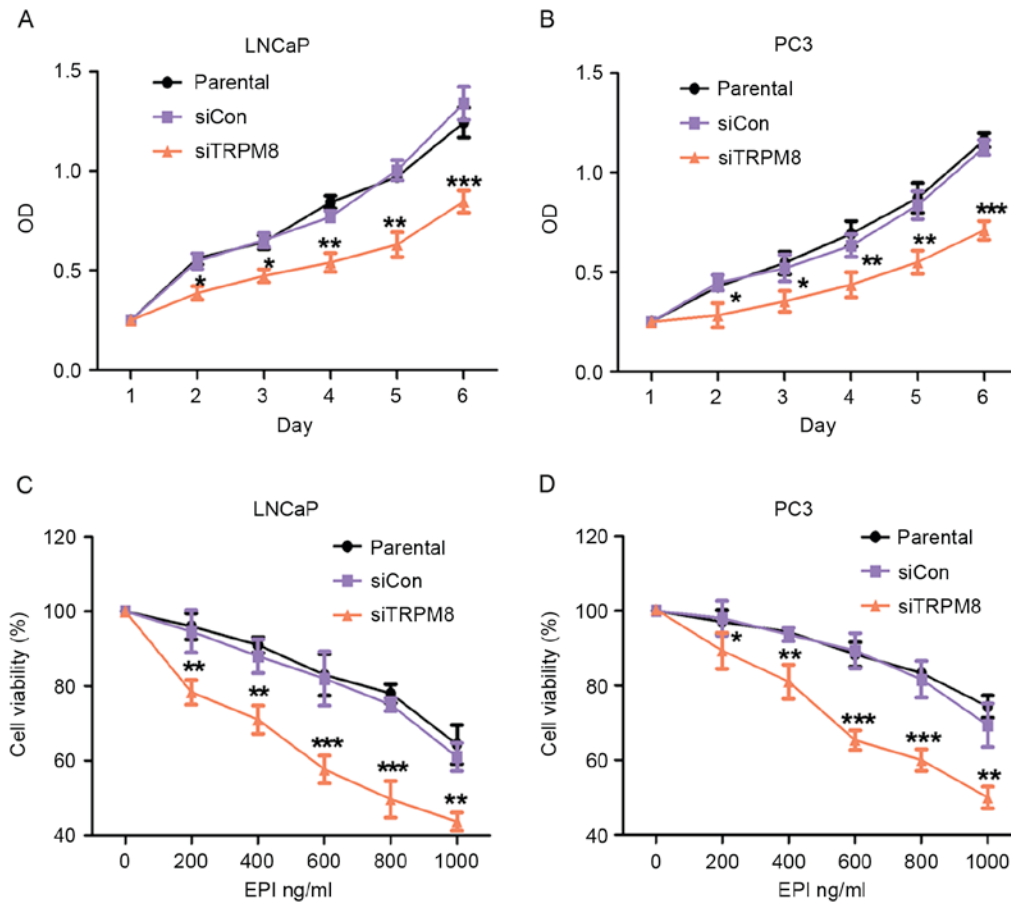 A
LNCaP
Parental
siCon
siTRPM8
OD
1.5
1.0
0.5
0.0
* * ** ** ***
1 2 3 4 5 6
Day
B
PC3
Parental
siCon
siTRPM8
OD
1.5
1.0
0.5
0.0
* * ** ** ***
1 2 3 4 5 6
Day
C
LNCaP
Parental
siCon
siTRPM8
Cell viability (%)
120
100
80
60
40
** ** *** *** **
0 200 400 600 800 1000
EPI ng/ml
D
PC3
Parental
siCon
siTRPM8
Cell viability (%)
120
100
80
60
40
* ** *** *** **
0 200 400 600 800 1000
EPI ng/ml